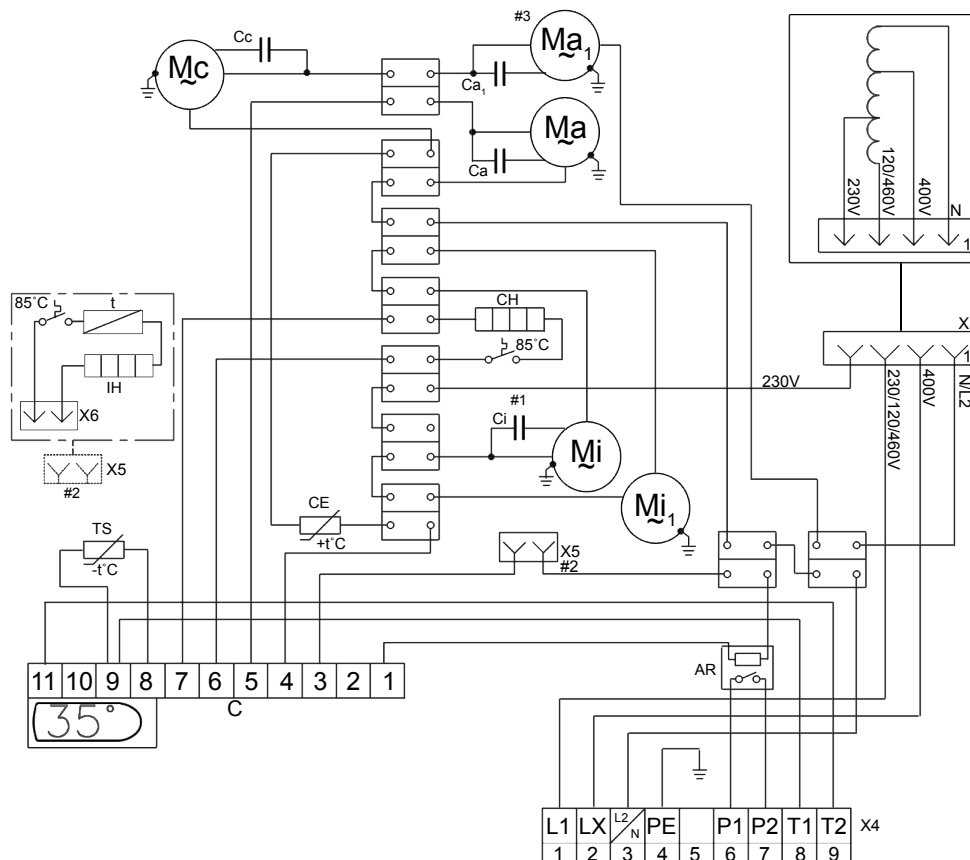 #3
Cc
Mc
Ma1
Ca1
Ma
Ca
230V
120/460V
400V
N
1
85°C
t
CH
X
1
85°C
IH
230V
230/120/460V
400V
N/L2
X6
#1
Ci
Mi
X5
#2
CE
+t°C
Mi1
TS
-t°C
X5
#2
11 10 9 8 7 6 5 4 3 2 1
AR
C
35°
L1 LX L2/N PE P1 P2 T1 T2 X4
1 2 3 4 5 6 7 8 9